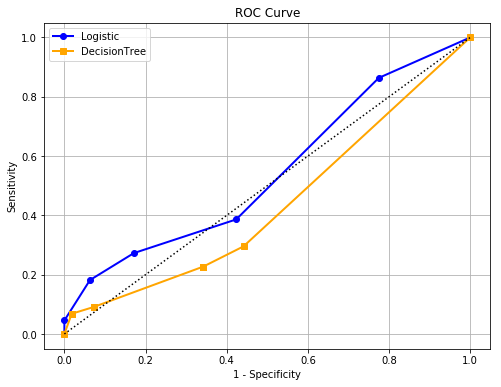 ROC Curve
Logistic
DecisionTree
1.0
0.8
0.6
0.4
0.2
0.0
Sensitivity
0.0 0.2 0.4 0.6 0.8 1.0
1 - Specificity